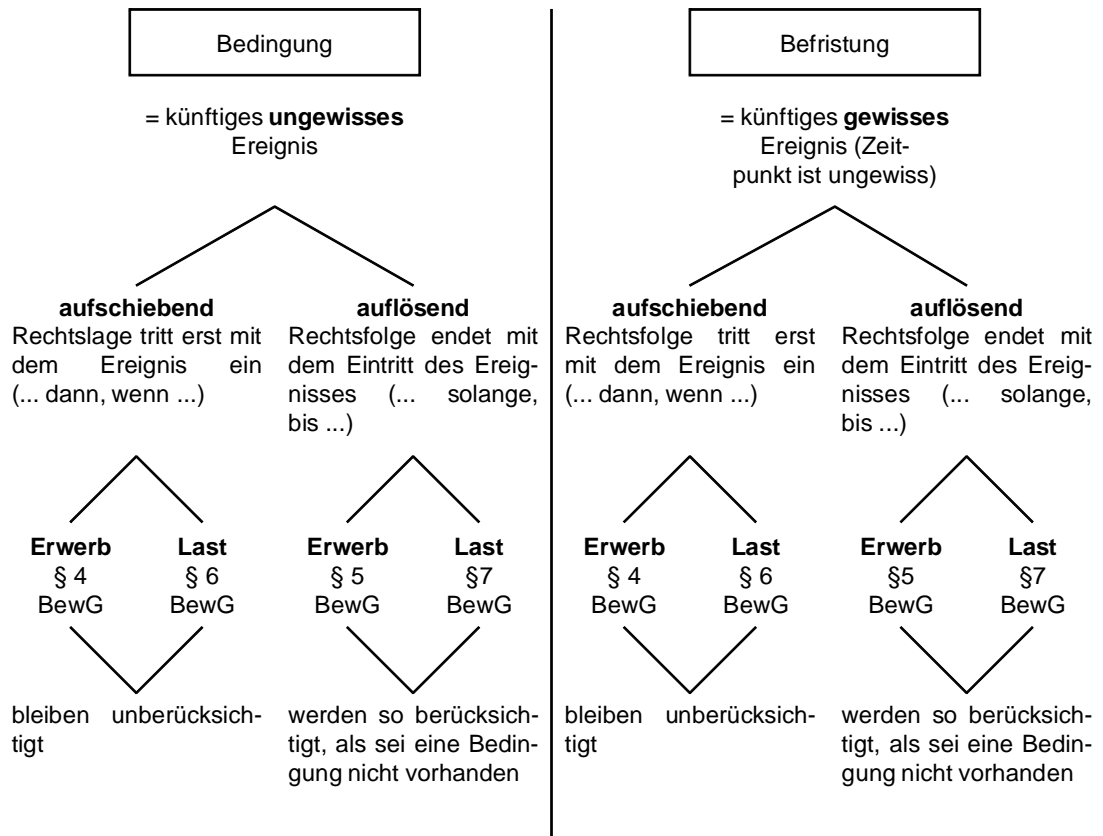 Bedingung
= künftiges ungewisses
Ereignis
aufschiebend
Rechtslage tritt erst mit
dem Ereignis ein
(... dann, wenn ...)
auflösend
Rechtsfolge endet mit
dem Eintritt des Ereig-
nisses (... solange,
bis ...)
Erwerb
§ 4
BewG
Last
§ 6
BewG
Erwerb
§ 5
BewG
Last
§7
BewG
bleiben unberücksich-
tigt
werden so berücksich-
tigt, als sei eine Bedin-
gung nicht vorhanden
Befristung
= künftiges gewisses
Ereignis (Zeit-
punkt ist ungewiss)
aufschiebend
Rechtsfolge tritt erst
mit dem Ereignis ein
(... dann, wenn ...)
auflösend
Rechtsfolge endet mit
dem Eintritt des Ereig-
nisses (... solange,
bis ...)
Erwerb
§ 4
BewG
Last
§ 6
BewG
Erwerb
§5
BewG
Last
§7
BewG
bleiben unberücksich-
tigt
werden so berücksich-
tigt, als sei eine Bedin-
gung nicht vorhanden